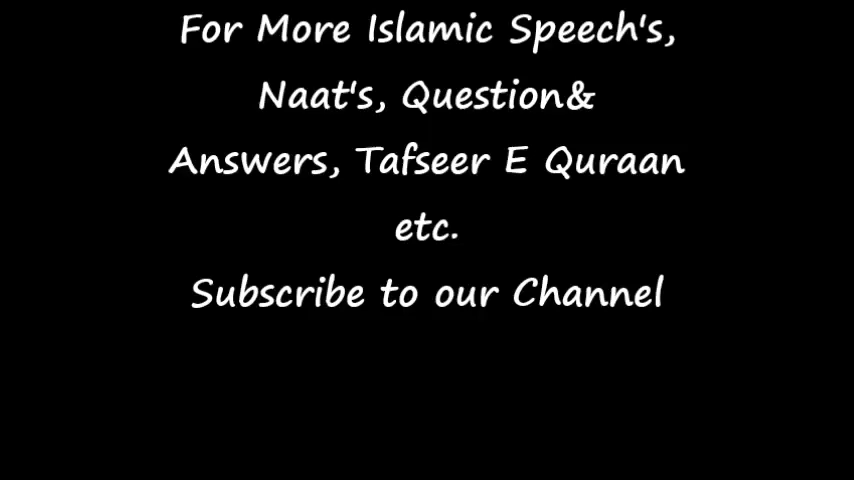 For More Islamic Speech's,
Naat's, Question&
Answers, Tafseer E Quraan
etc.
Subscribe to our Channel